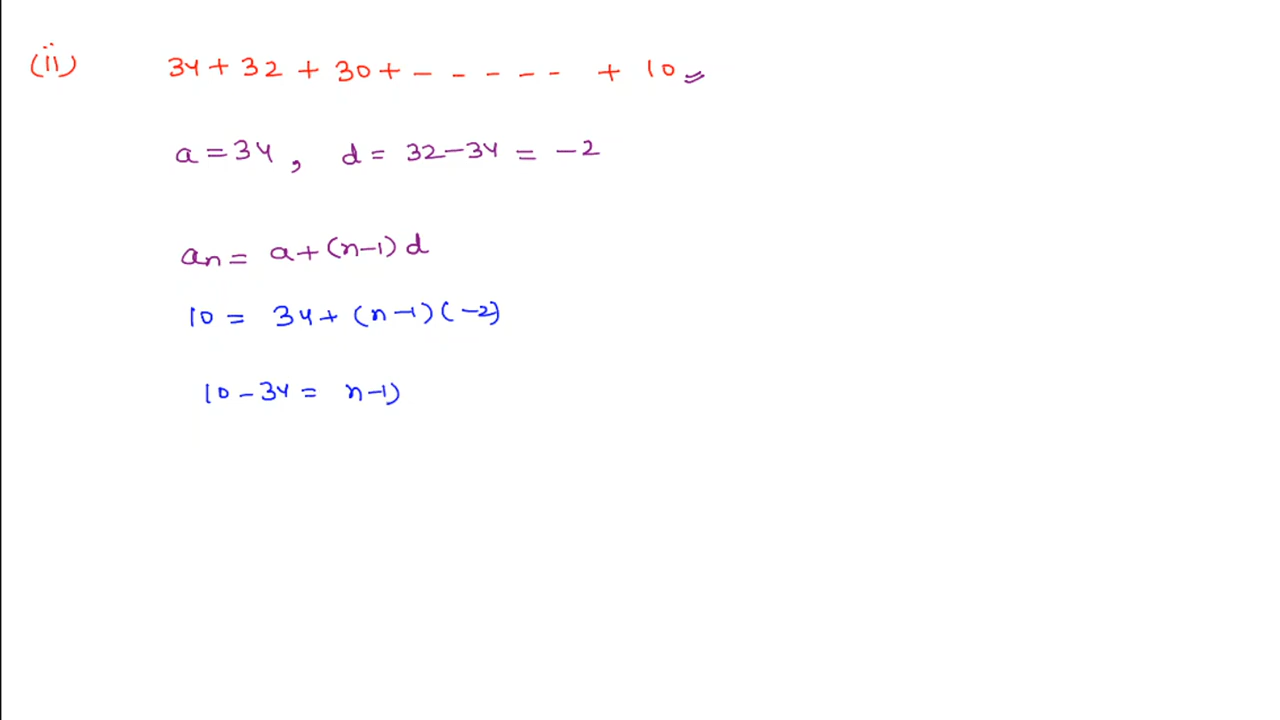 (ii) 34 + 32 + 30 + - - - - - + 10
a = 34, d = 32 - 34 = -2
an = a + (n-1) d
10 = 34 + (n-1) (-2)
10 - 34 = n-1)